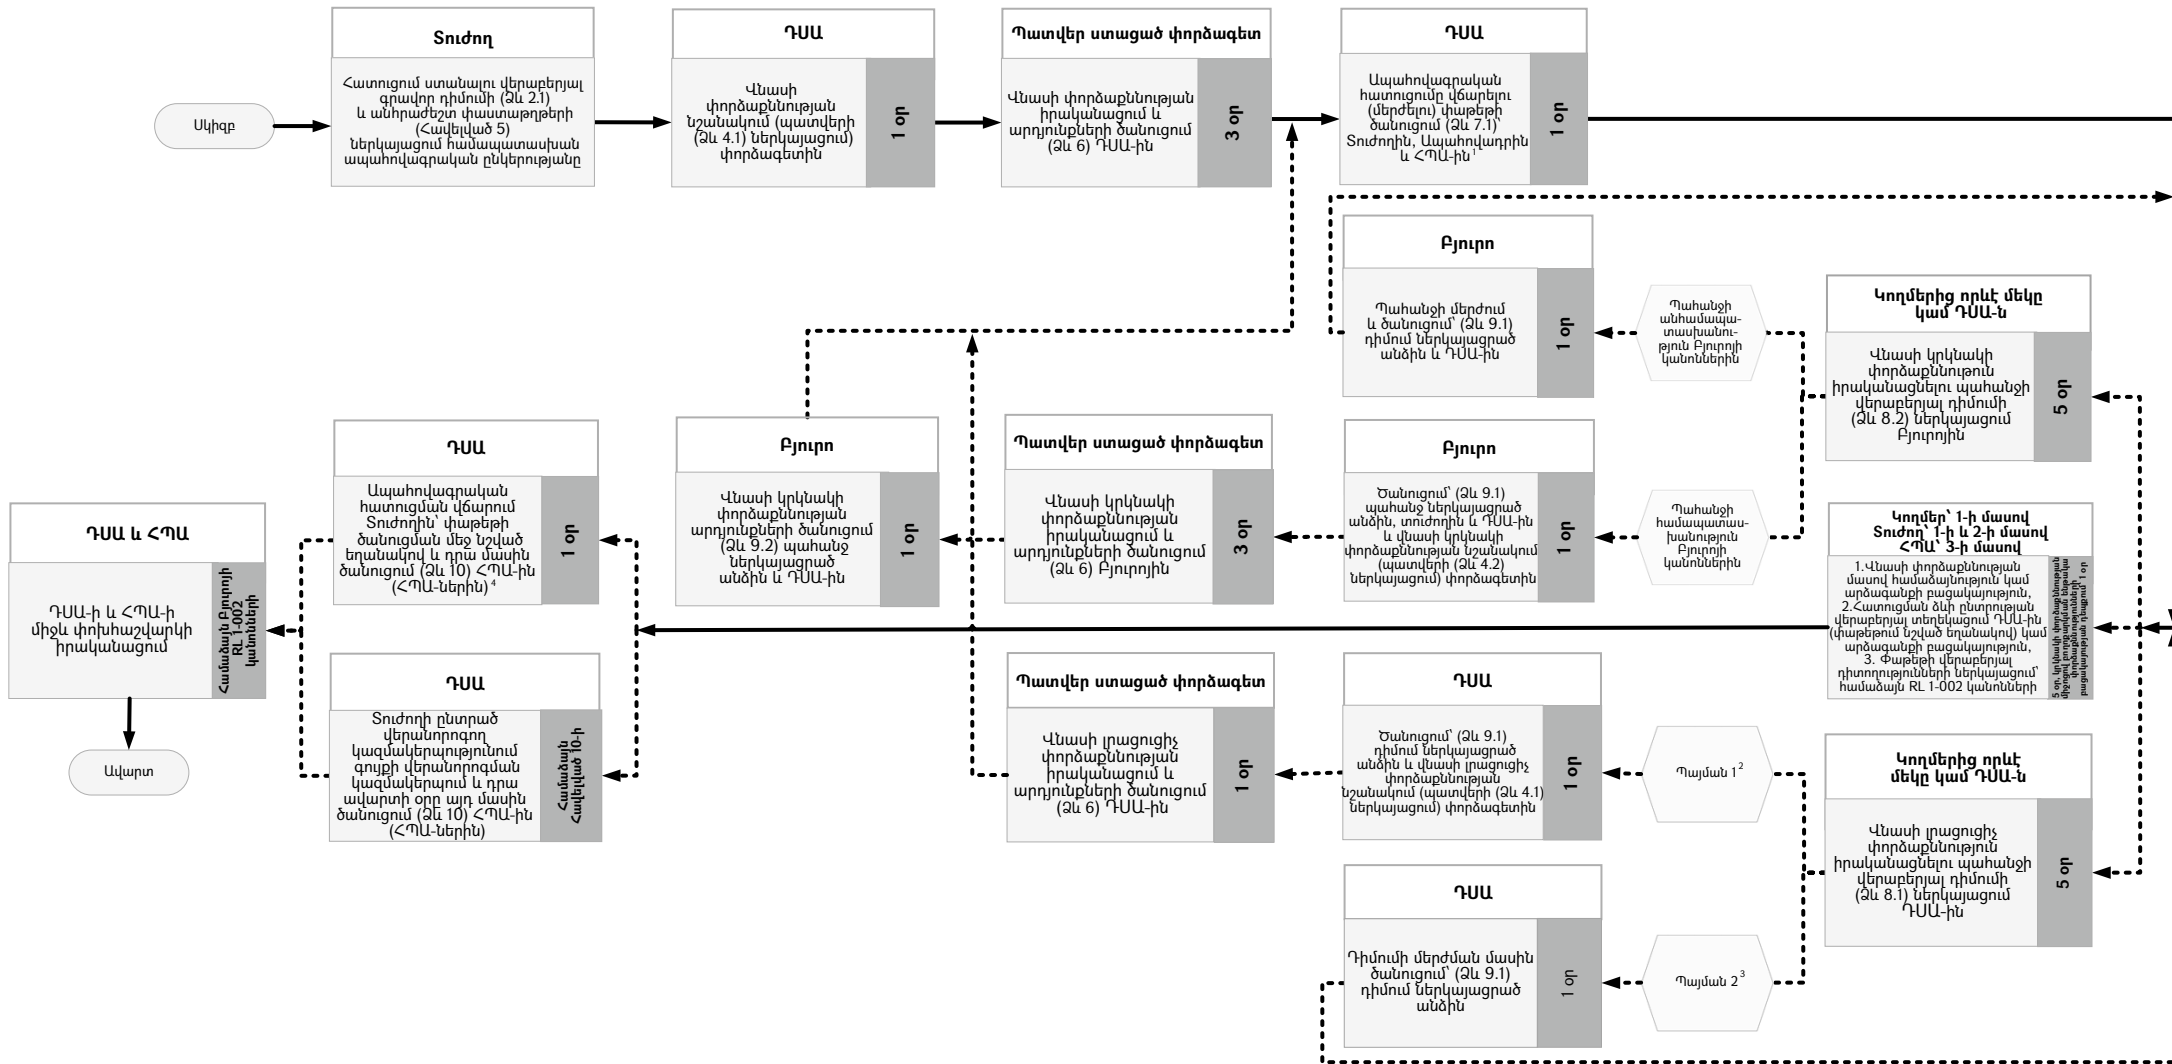 Սկիզբ
Տուժող
Հատուցում ստանալու վերաբերյալ
գրավոր դիմումի (Ձև 2.1)
և անհրաժեշտ փաստաթղթերի
(Հավելված 5)
ներկայացում համապատասխան
ապահովագրական ընկերությանը
ԴՍԱ
Վնասի
փորձաքննության
նշանակում (պատվերի
(Ձև 4.1) ներկայացում)
փորձագետին
1 օր
Պատվեր ստացած փորձագետ
Վնասի փորձաքննության
իրականացում և
արդյունքների ծանուցում
(Ձև 6) ԴՍԱ-ին
3 օր
ԴՍԱ
Ապահովագրական
հատուցումը վճարելու
(մերժելու) փաթեթի
ծանուցում (Ձև 7.1)՝
Տուժողին, Ապահովադրին
և ՀՊԱ-ին¹
1 օր
Բյուրո
Պահանջի մերժում
և ծանուցում՝ (Ձև 9.1)
դիմում ներկայացրած
անձին և ԴՍԱ-ին
1 օր
Պահանջի
անհամապա-
տասխանու-
թյուն Բյուրոյի
կանոններին
Կողմերից որևէ մեկը
կամ ԴՍԱ-ն
Վնասի կրկնակի
փորձաքննութուն
իրականացնելու պահանջի
վերաբերյալ դիմումի
(Ձև 8.2) ներկայացում
Բյուրոյին
5 օր
ԴՍԱ
Ապահովագրական
հատուցման վճարում
Տուժողին՝ փաթեթի
ծանուցման մեջ նշված
եղանակով և դրա մասին
ծանուցում (Ձև 10) ՀՊԱ-ին
(ՀՊԱ-ներին) ⁴
1 օր
Բյուրո
Վնասի կրկնակի
փորձաքննության
արդյունքների ծանուցում
(Ձև 9.2) պահանջ
ներկայացրած
անձին և ԴՍԱ-ին
1 օր
Պատվեր ստացած փորձագետ
Վնասի կրկնակի
փորձաքննության
իրականացում և
արդյունքների ծանուցում
(Ձև 6) Բյուրոյին
3 օր
Բյուրո
Ծանուցում՝ (Ձև 9.1)
պահանջ ներկայացրած
անձին, տուժողին և ԴՍԱ-ին
և վնասի կրկնակի
փորձաքննության նշանակում
(պատվերի (Ձև 4.2)
ներկայացում) փորձագետին
1 օր
Պահանջի
համապատաս-
խանություն
Բյուրոյի
կանոններին
ԴՍԱ և ՀՊԱ
ԴՍԱ-ի և ՀՊԱ-ի
միջև փոխհաշվարկի
իրականացում
Համաձայն Բյուրոյի
RL 1-002
կանոնների
Կողմեր՝ 1-ի մասով
Տուժող՝ 1-ի և 2-ի մասով
ՀՊԱ՝ 3-ի մասով
1.Վնասի փորձաքննության
մասով համաձայնություն կամ
արձագանքի բացակայություն,
2.Հատուցման ձևի ընտրության
վերաբերյալ տեղեկացում ԴՍԱ-ին
(փաթեթում նշված եղանակով) կամ
արձագանքի բացակայություն,
3. Փաթեթի վերաբերյալ
դիտողությունների ներկայացում՝
համաձայն RL 1-002 կանոնների
5 օր, կրկնակի փորձաքննության
միջոցով բողոքարկման ենթակա
փորձաքննությունների
բացակայության դեպքում՝ 1 օր
ԴՍԱ
Տուժողի ընտրած
վերանորոգող
կազմակերպությունում
գույքի վերանորոգման
կազմակերպում և դրա
ավարտի օրը այդ մասին
ծանուցում (Ձև 10) ՀՊԱ-ին
(ՀՊԱ-ներին)
Համաձայն
Հավելված 10-ի
Պատվեր ստացած փորձագետ
Վնասի լրացուցիչ
փորձաքննության
իրականացում և
արդյունքների ծանուցում
(Ձև 6) ԴՍԱ-ին
1 օր
ԴՍԱ
Ծանուցում՝ (Ձև 9.1)
դիմում ներկայացրած
անձին և վնասի լրացուցիչ
փորձաքննության
նշանակում (պատվերի (Ձև 4.1)
ներկայացում) փորձագետին
1 օր
Պայման 1²
Կողմերից որևէ
մեկը կամ ԴՍԱ-ն
Վնասի լրացուցիչ
փորձաքննություն
իրականացնելու պահանջի
վերաբերյալ դիմումի
(Ձև 8.1) ներկայացում
ԴՍԱ-ին
5 օր
Ավարտ
ԴՍԱ
Դիմումի մերժման մասին
ծանուցում՝ (Ձև 9.1)
դիմում ներկայացրած
անձին
1 օր
Պայման 2³